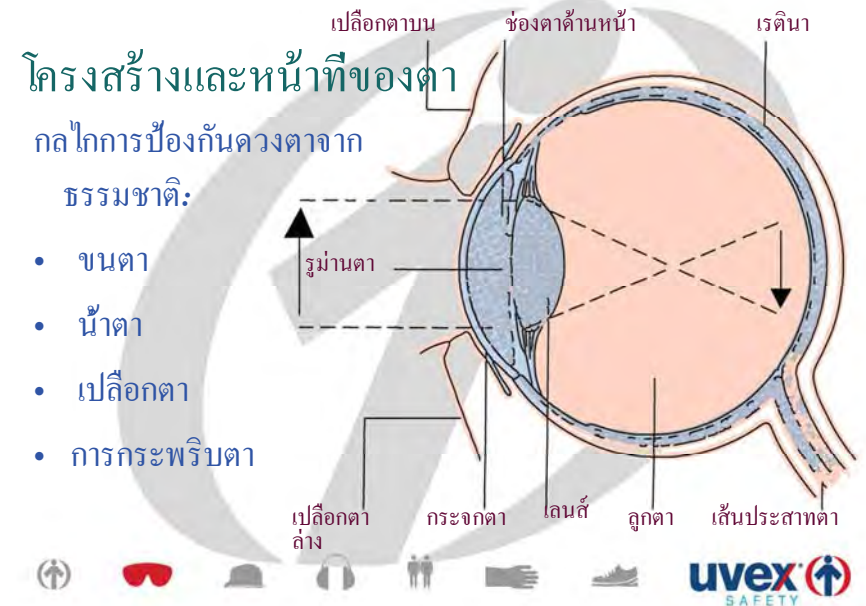 เปลือกตาบน ช่องตาด้านหน้า เรตินา
โครงสร้างและหน้าที่ของตา
กลไกการป้องกันดวงตาจาก
ธรรมชาติ:
• ขนตา
รูม่านตา
• น้ำตา
• เปลือกตา
• การกระพริบตา
เปลือกตา
ล่าง
กระจกตา
เลนส์
ลูกตา
เส้นประสาทตา
uvex
SAFETY